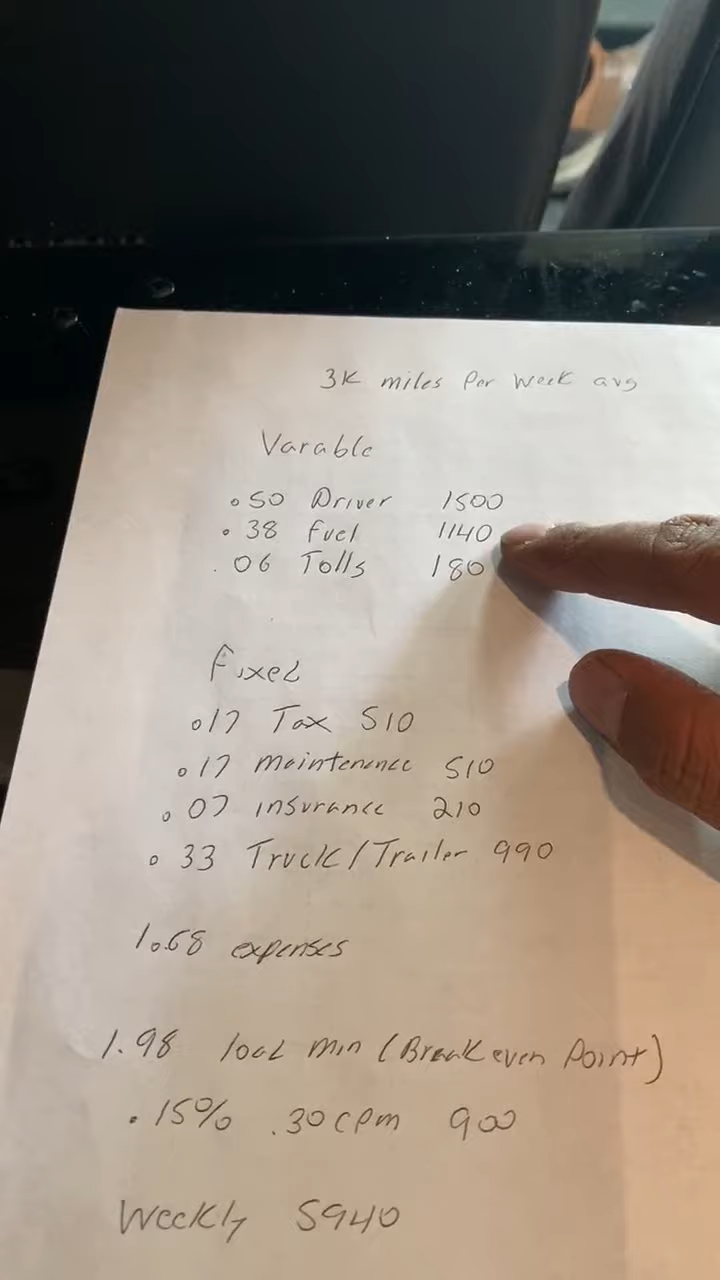 3K miles Per Week avg
Varable
.50 Driver 1500
.38 fuel 1140
.06 Tolls 180
Fixed
.17 Tax 510
.17 maintenence 510
.07 insurance 210
.33 Truck/Trailer 990
1.68 expenses
1.98 load min (Break even Point)
.15% .30 cpm 900
Weekly 5940